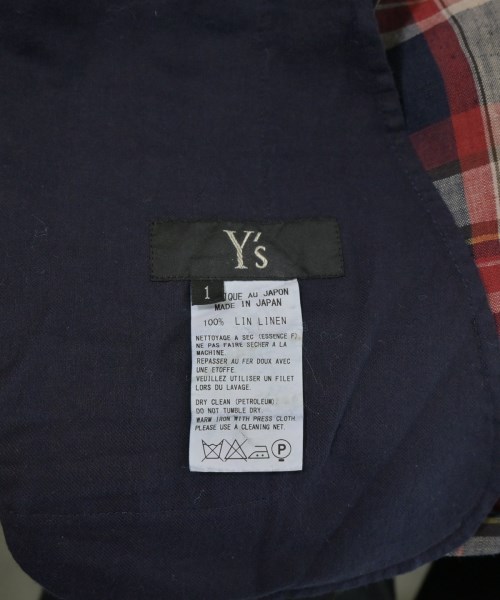 Y's
1
IQUE AU JAPON
MADE IN JAPAN
100% LIN LINEN
NETTOYAGE A SEC (ESSENCE F).
NE PAS FAIRE SECHER A LA
MACHINE.
REPASSER AU FER DOUX AVEC
UNE ETOFFE
VEUILLEZ UTILISER UN FILET
LORS DU LAVAGE.
DRY CLEAN (PETROLEUM).
DO NOT TUMBLE DRY.
WARM IRON WITH PRESS CLOTH.
PLEASE USE A CLEANING NET.
P